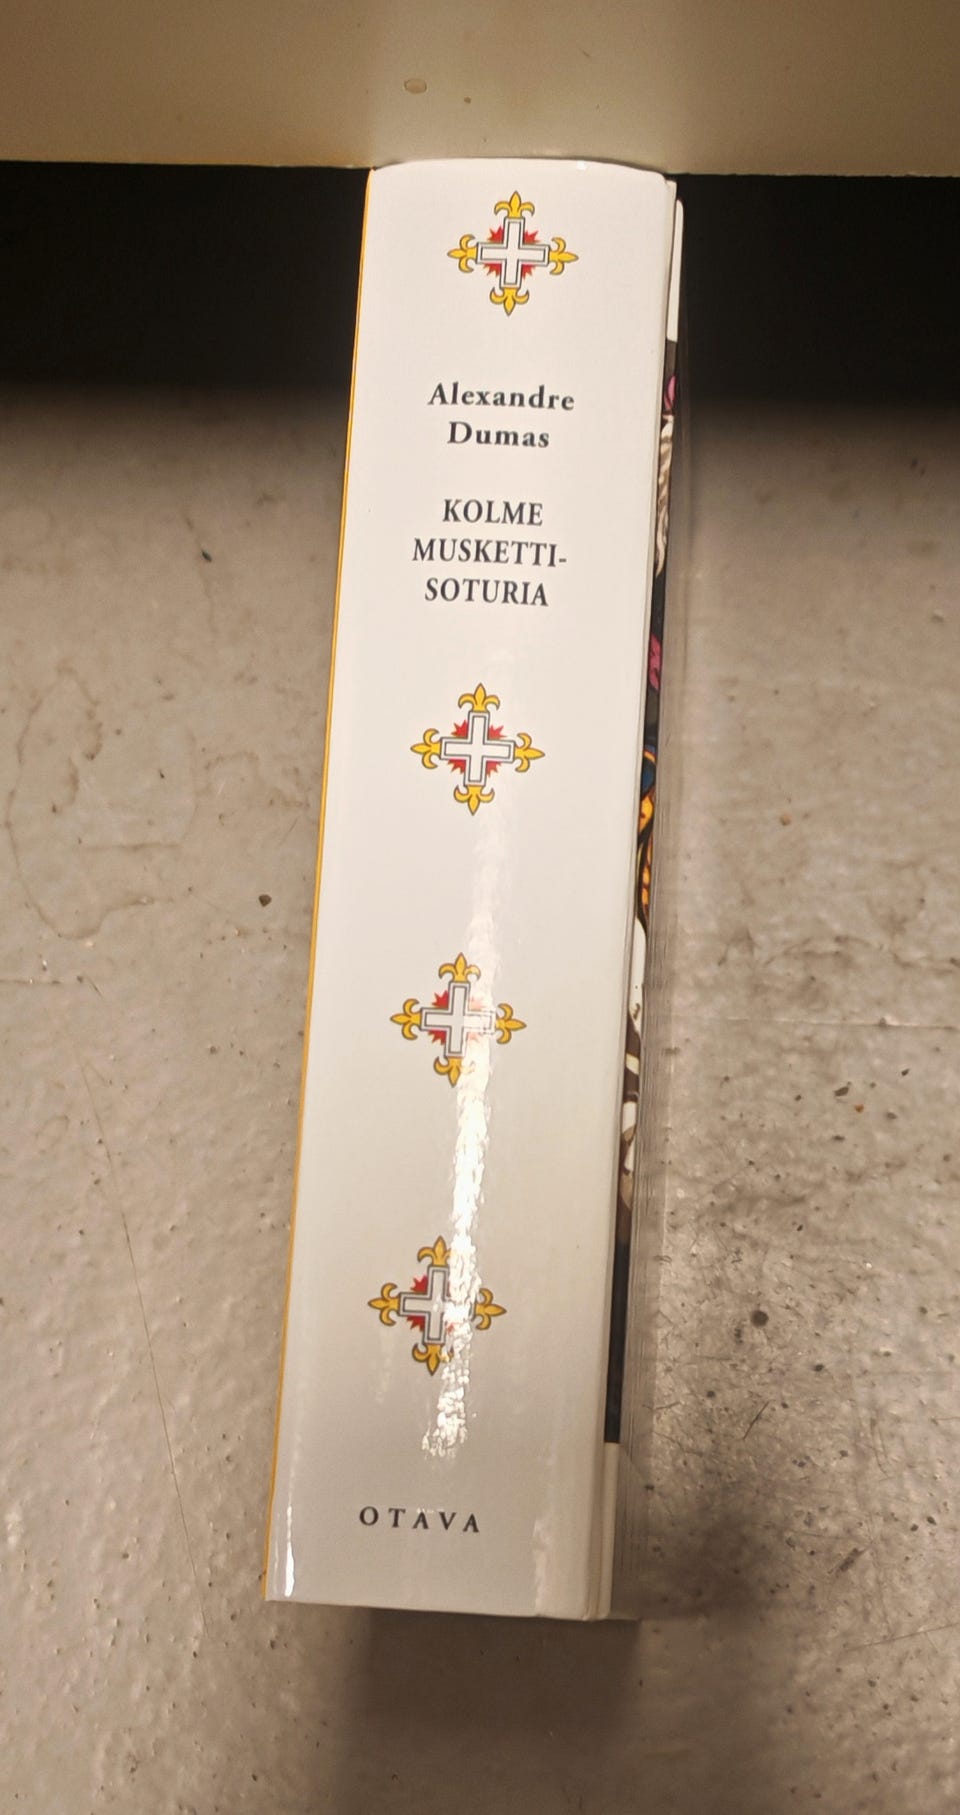 Alexandre
Dumas
KOLME
MUSKETTI-
SOTURIA
OTAVA